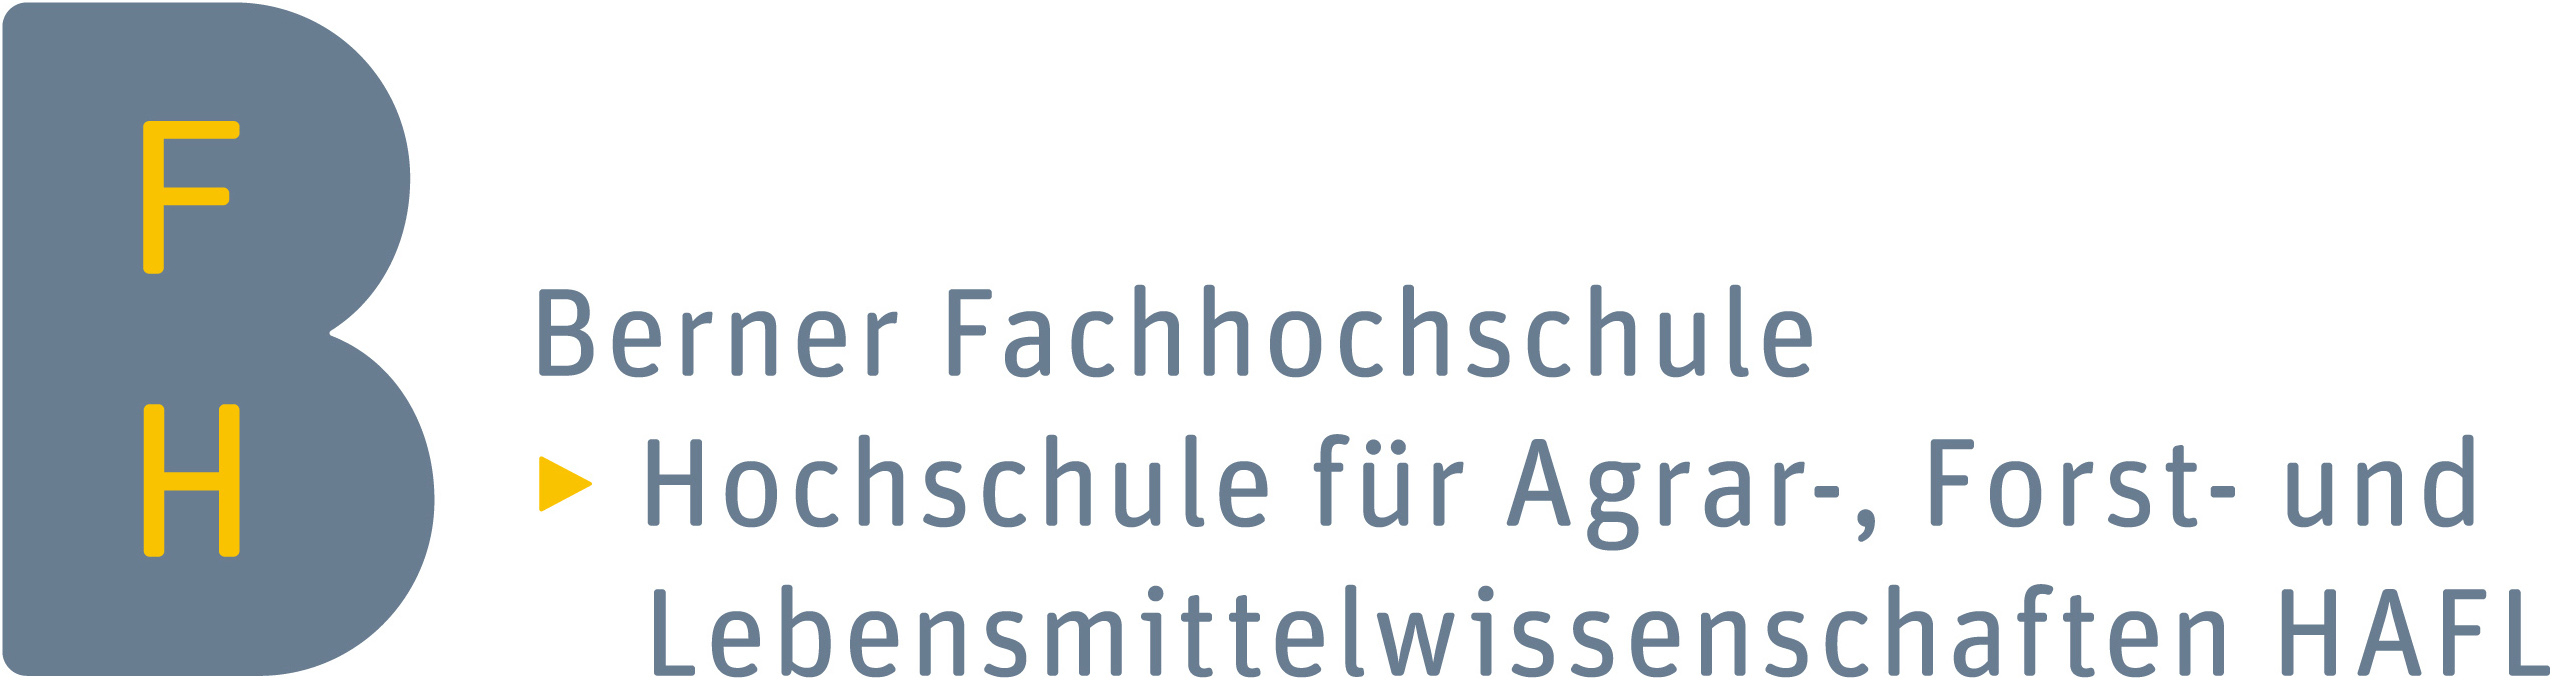 B
F
H
Berner Fachhochschule
Hochschule für Agrar-, Forst- und
Lebensmittelwissenschaften HAFL